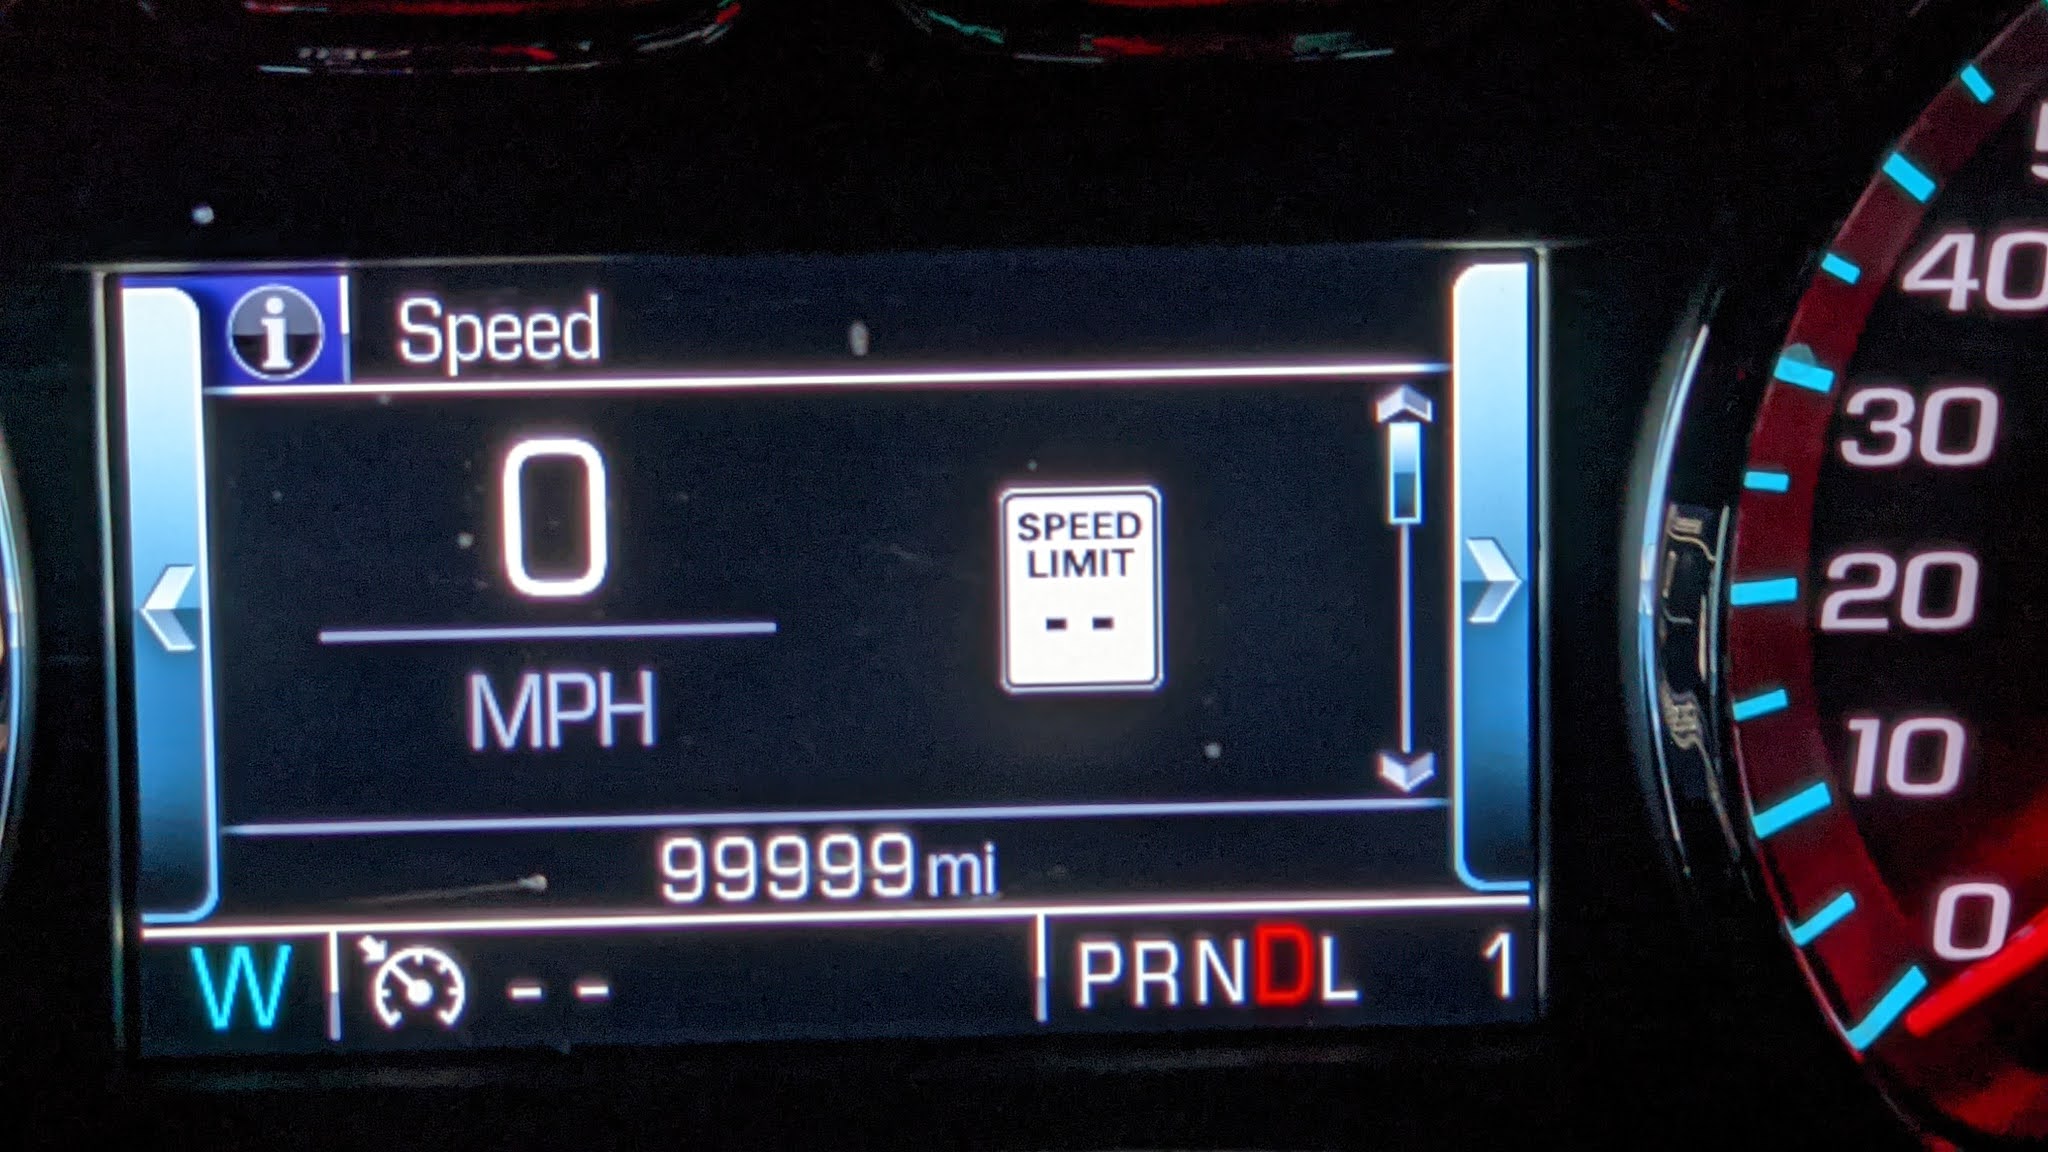 Speed
0
MPH
SPEED
LIMIT
--
99999 mi
W
--
PRNDL 1
40
30
20
10
0